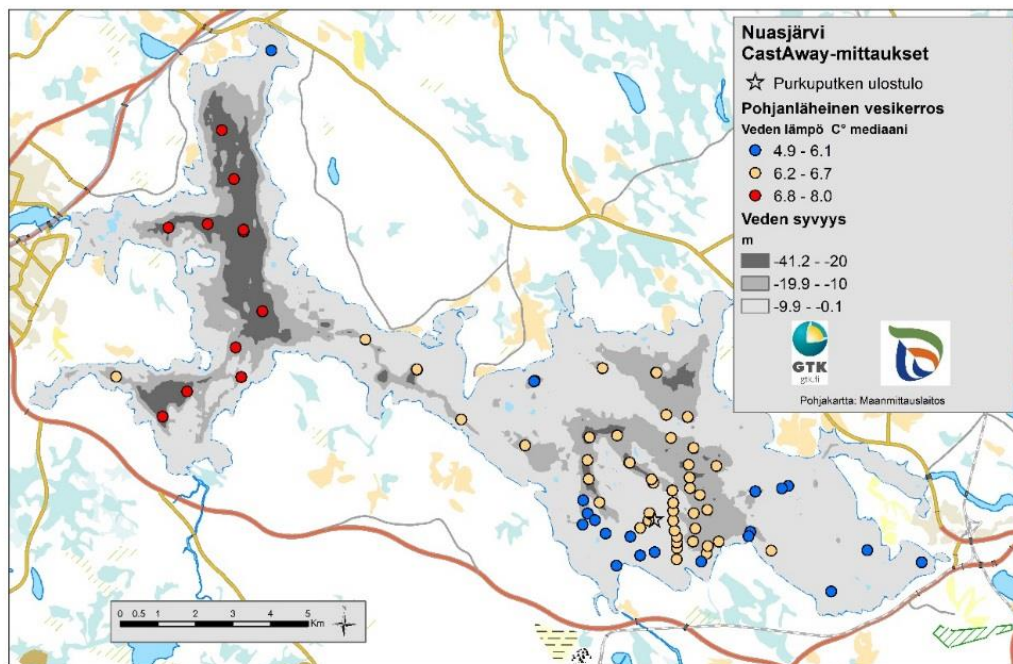 Nuasjärvi
CastAway-mittaukset
Purkuputken ulostulo
Pohjanläheinen vesikerros
Veden lämpö C° mediaani
4.9 - 6.1
6.2 - 6.7
6.8 - 8.0
Veden syvyys
m
-41.2 - -20
-19.9 - -10
-9.9 - -0.1
GTK
gtk.fi
Pohjakartta: Maanmittauslaitos
0 0.5 1 2 3 4 5
Km